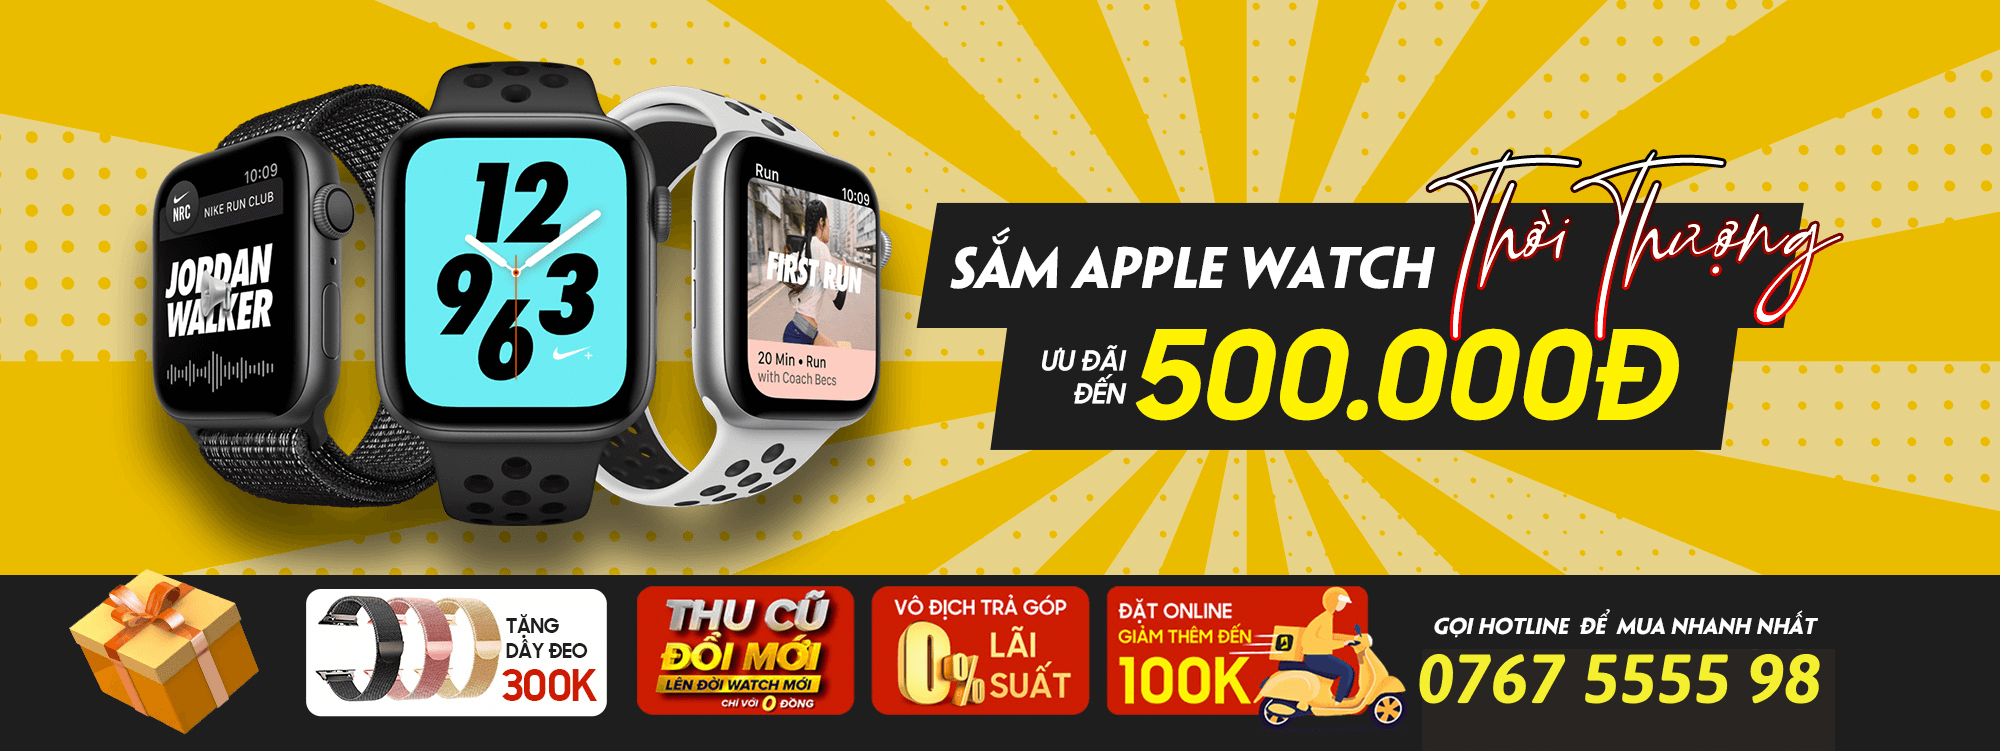 10:09
NRC
NIKE RUN CLUB
JORDAN
WALKER
12
9 3
6
Run
10:09
FIRST RUN
20 Min • Run
with Coach Becs
SẮM APPLE WATCH Thời Thượng
ƯU ĐÃI
ĐẾN
500.000Đ
TẶNG
DÂY ĐEO
300K
THU CŨ
ĐỔI MỚI
LÊN ĐỜI WATCH MỚI
CHỈ VỚI 0 ĐỒNG
VÔ ĐỊCH TRẢ GÓP
0% LÃI
SUẤT
ĐẶT ONLINE
GIẢM THÊM ĐẾN
100K
GỌI HOTLINE ĐỂ MUA NHANH NHẤT
0767 5555 98